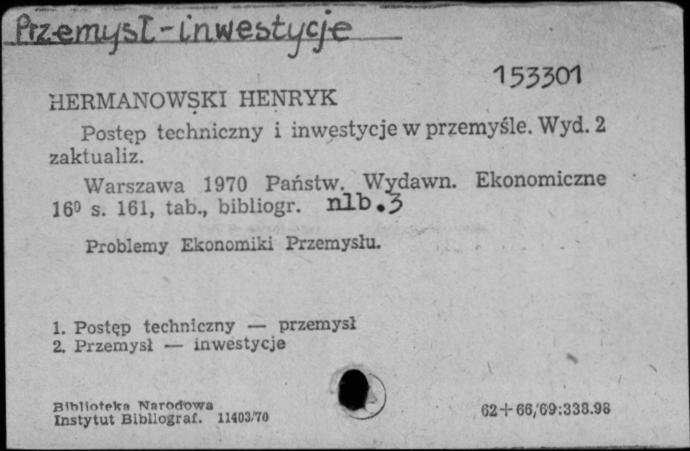 Przemysł-inwestycje
153301
HERMANOWSKI HENRYK
Postęp techniczny i inwestycje w przemyśle. Wyd. 2
zaktualiz.
Warszawa 1970 Państw. Wydawn. Ekonomiczne
16⁰ s. 161, tab., bibliogr. nlb.3
Problemy Ekonomiki Przemysłu.
1. Postęp techniczny — przemysł
2. Przemysł — inwestycje
Biblioteka Narodowa
Instytut Bibliograf. 11403/70
62+66/69:338.98